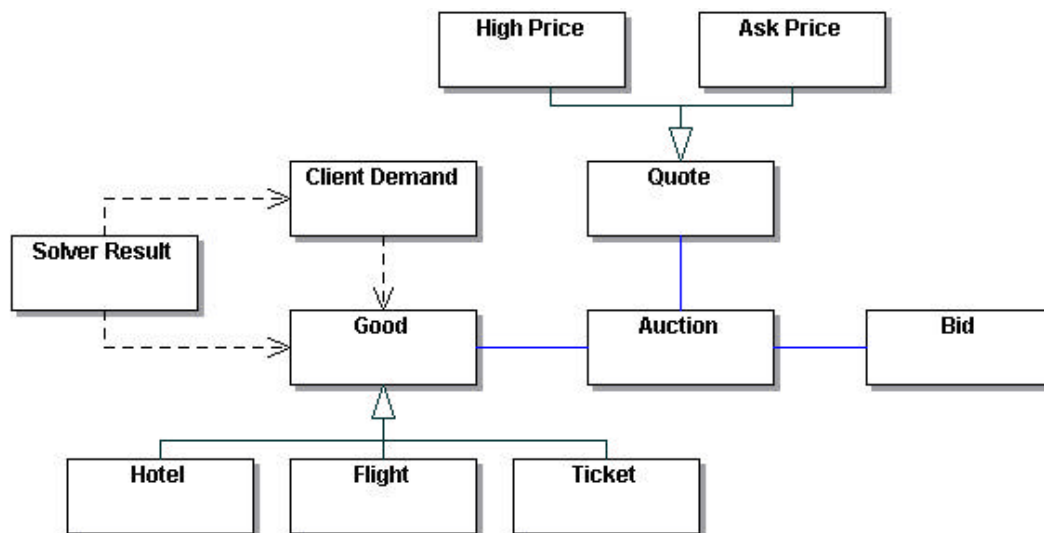 High Price
Ask Price
Client Demand
Quote
Solver Result
Good
Auction
Bid
Hotel
Flight
Ticket